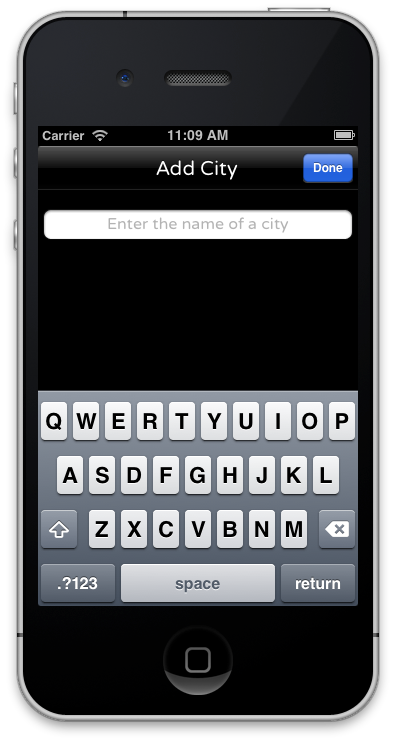 Carrier 11:09 AM
Add City Done
Enter the name of a city
Q W E R T Y U I O P
A S D F G H J K L
Z X C V B N M
.?123 space return